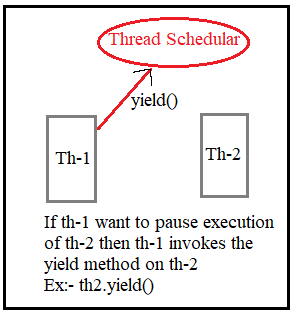 Thread Schedular
yield()
Th-1
Th-2
If th-1 want to pause execution
of th-2 then th-1 invokes the
yield method on th-2
Ex:- th2.yield()